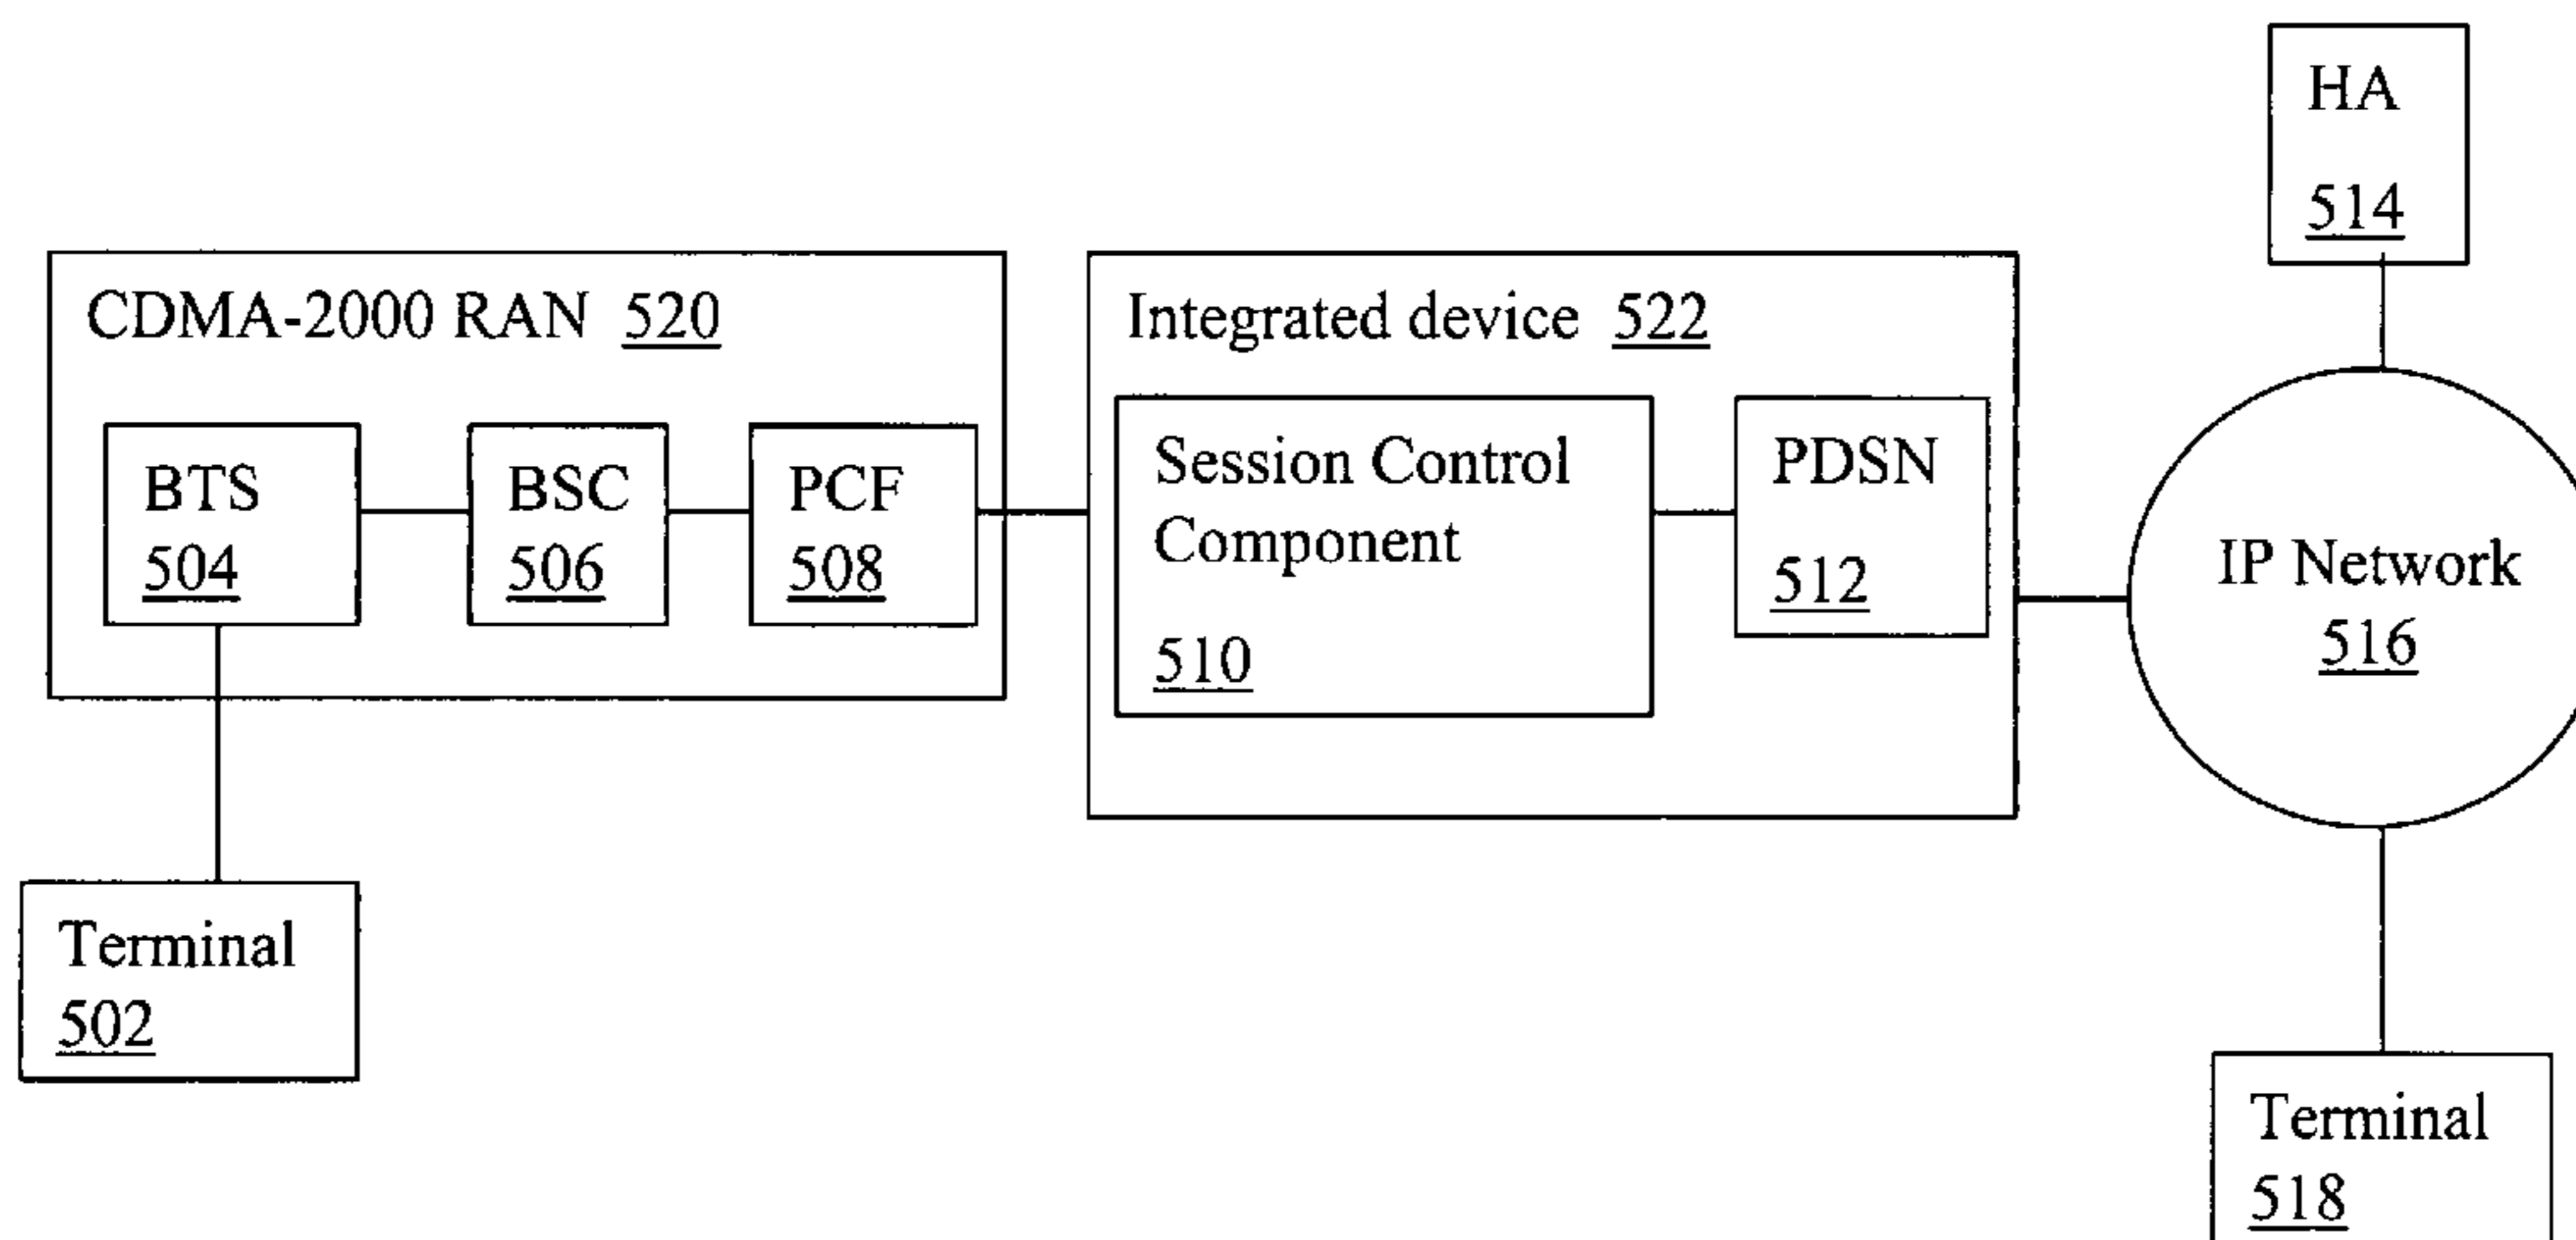 HA
514
CDMA-2000 RAN 520
BTS
504
BSC
506
PCF
508
Integrated device 522
Session Control
Component
510
PDSN
512
IP Network
516
Terminal
502
Terminal
518